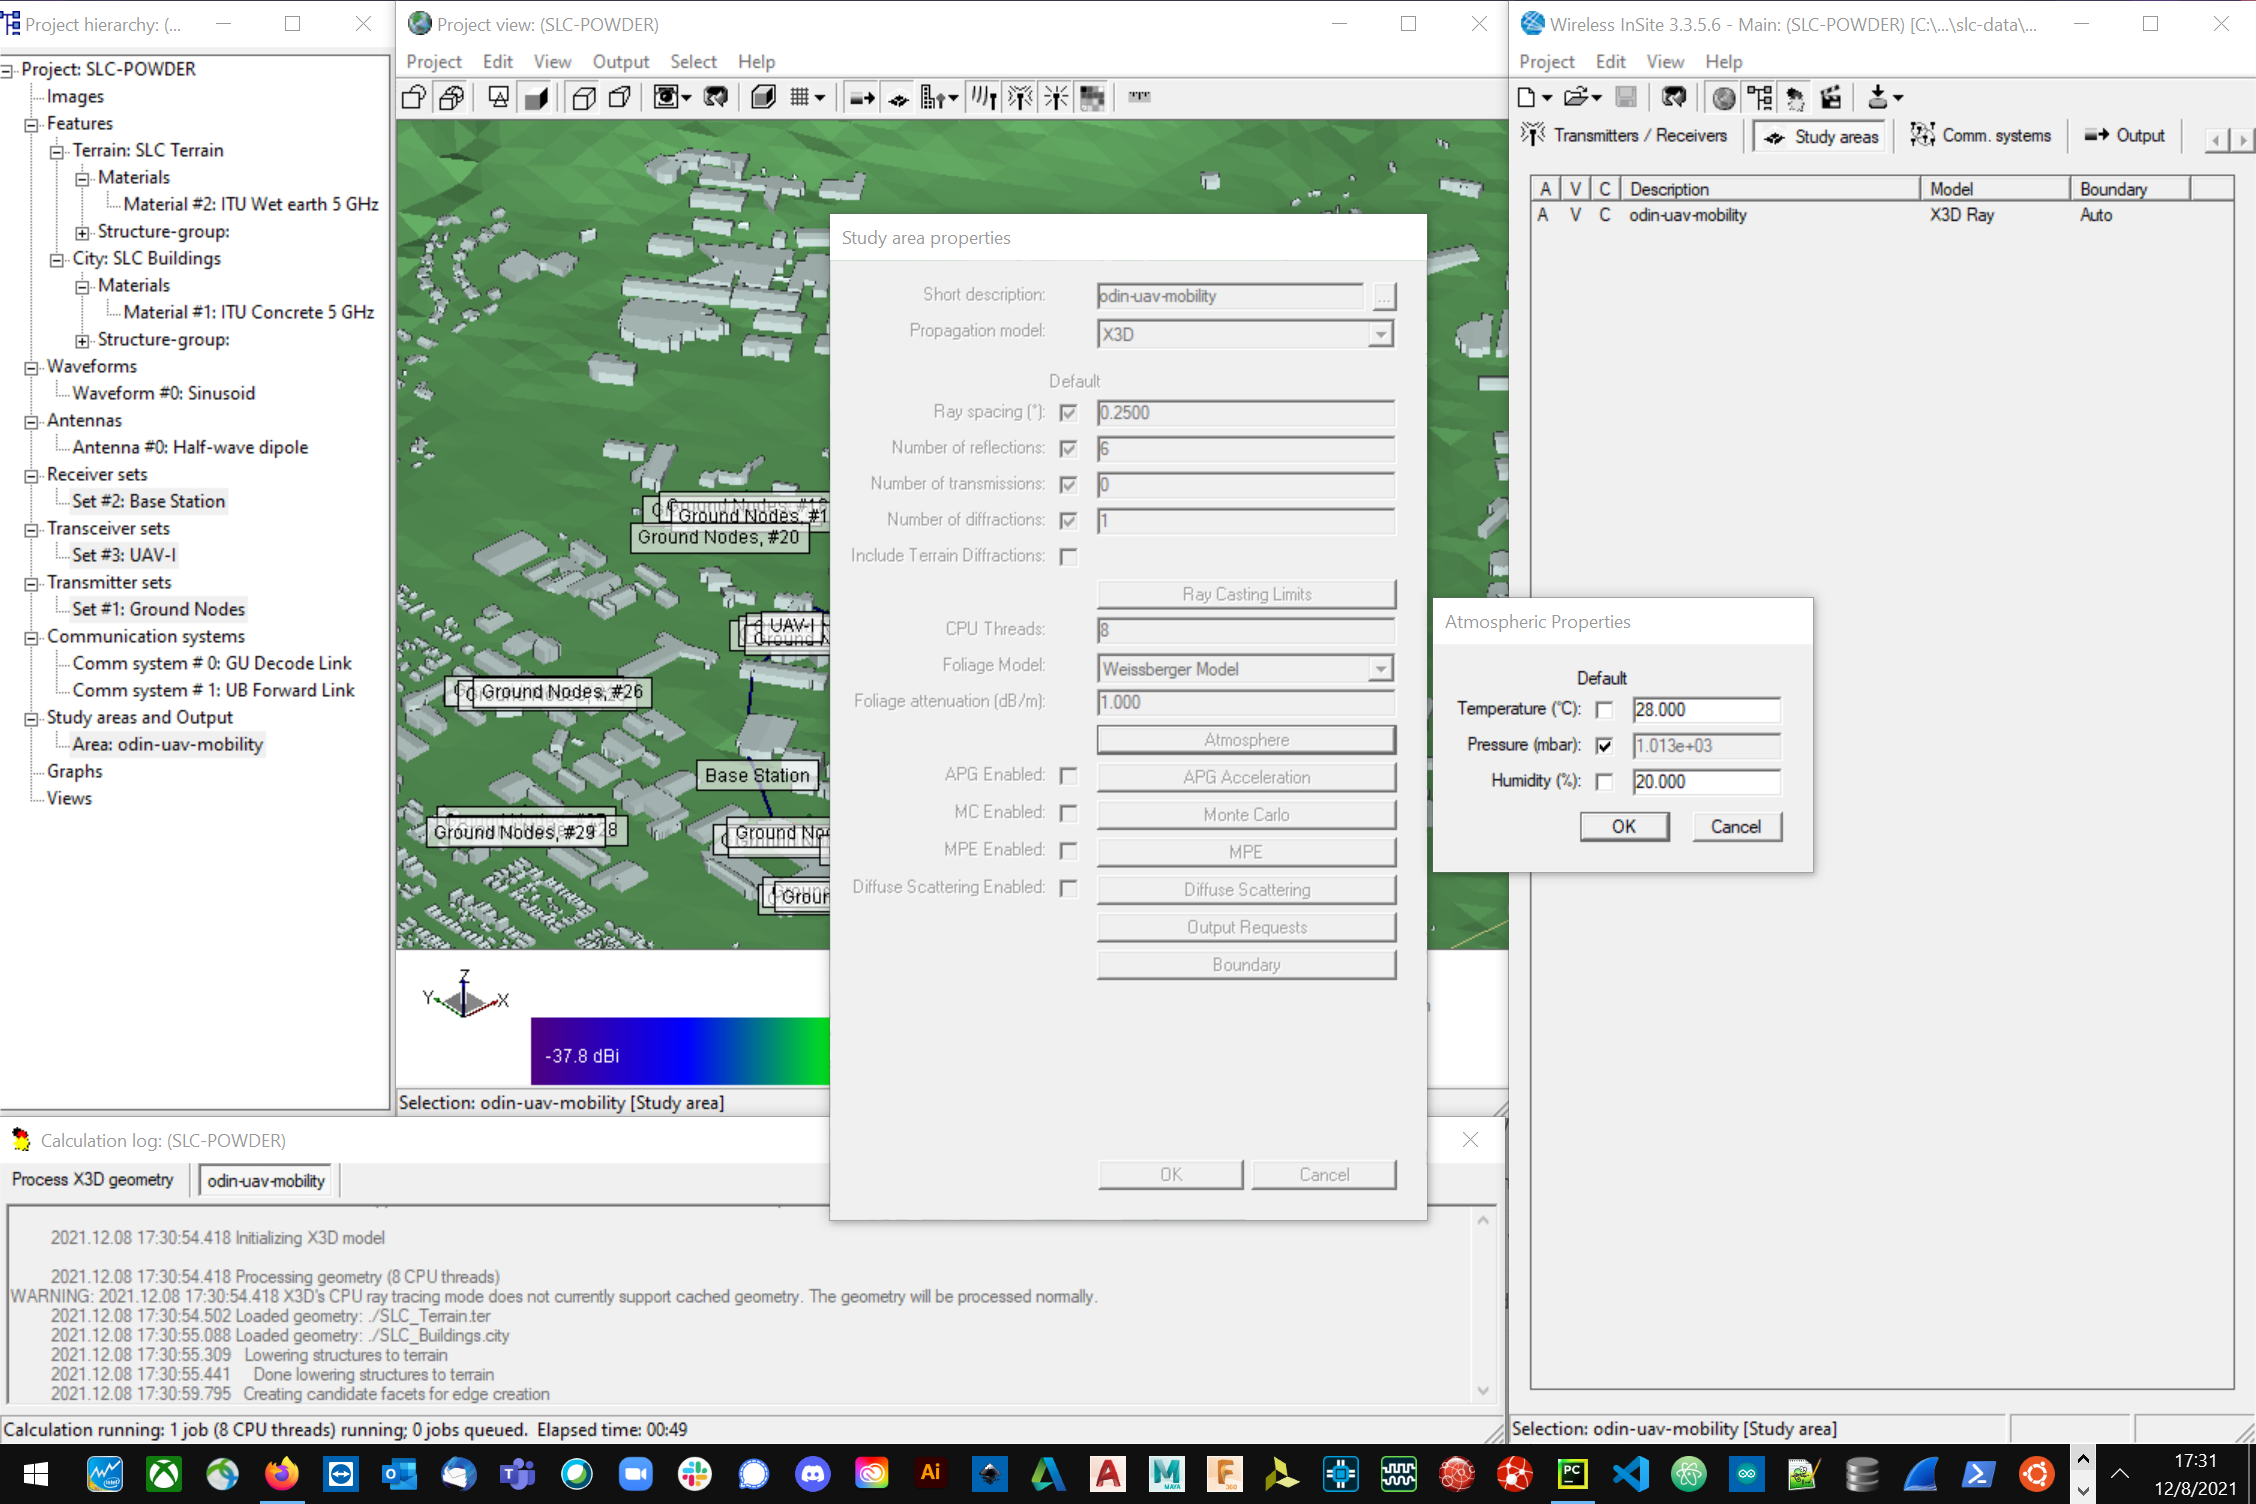 Project hierarchy: (...
Project: SLC-POWDER
Images
Features
Terrain: SLC Terrain
Materials
Material #2: ITU Wet earth 5 GHz
Structure-group:
City: SLC Buildings
Materials
Material #1: ITU Concrete 5 GHz
Structure-group:
Waveforms
Waveform #0: Sinusoid
Antennas
Antenna #0: Half-wave dipole
Receiver sets
Set #2: Base Station
Transceiver sets
Set #3: UAV-I
Transmitter sets
Set #1: Ground Nodes
Communication systems
Comm system # 0: GU Decode Link
Comm system # 1: UB Forward Link
Study areas and Output
Area: odin-uav-mobility
Graphs
Views
Project view: (SLC-POWDER)
Project Edit View Output Select Help
Ground Nodes, #1
Ground Nodes, #20
UAV-I
Ground Nodes, #26
Base Station
Ground Nodes, #29
Z
Y
X
-37.8 dBi
Selection: odin-uav-mobility [Study area]
Study area properties
Short description: odin-uav-mobility ...
Propagation model: X3D
Default
Ray spacing (°): 0.2500
Number of reflections: 6
Number of transmissions: 0
Number of diffractions: 1
Include Terrain Diffractions:
Ray Casting Limits
CPU Threads: 8
Foliage Model: Weissberger Model
Foliage attenuation (dB/m): 1.000
Atmosphere
APG Enabled: APG Acceleration
MC Enabled: Monte Carlo
MPE Enabled: MPE
Diffuse Scattering Enabled: Diffuse Scattering
Output Requests
Boundary
OK Cancel
Wireless InSite 3.3.5.6 - Main: (SLC-POWDER) [C:\...\slc-data\...
Project Edit View Help
Transmitters / Receivers Study areas Comm. systems Output
A V C Description Model Boundary
A V C odin-uav-mobility X3D Ray Auto
Atmospheric Properties
Default
Temperature (°C): 28.000
Pressure (mbar): 1.013e+03
Humidity (%): 20.000
OK Cancel
Selection: odin-uav-mobility [Study area]
Calculation log: (SLC-POWDER)
Process X3D geometry odin-uav-mobility
2021.12.08 17:30:54.418 Initializing X3D model
2021.12.08 17:30:54.418 Processing geometry (8 CPU threads)
WARNING: 2021.12.08 17:30:54.418 X3D's CPU ray tracing mode does not currently support cached geometry. The geometry will be processed normally.
2021.12.08 17:30:54.502 Loaded geometry: ./SLC_Terrain.ter
2021.12.08 17:30:55.088 Loaded geometry: ./SLC_Buildings.city
2021.12.08 17:30:55.309 Lowering structures to terrain
2021.12.08 17:30:55.441 Done lowering structures to terrain
2021.12.08 17:30:59.795 Creating candidate facets for edge creation
Calculation running: 1 job (8 CPU threads) running; 0 jobs queued. Elapsed time: 00:49
Ai
PC
17:31
12/8/2021